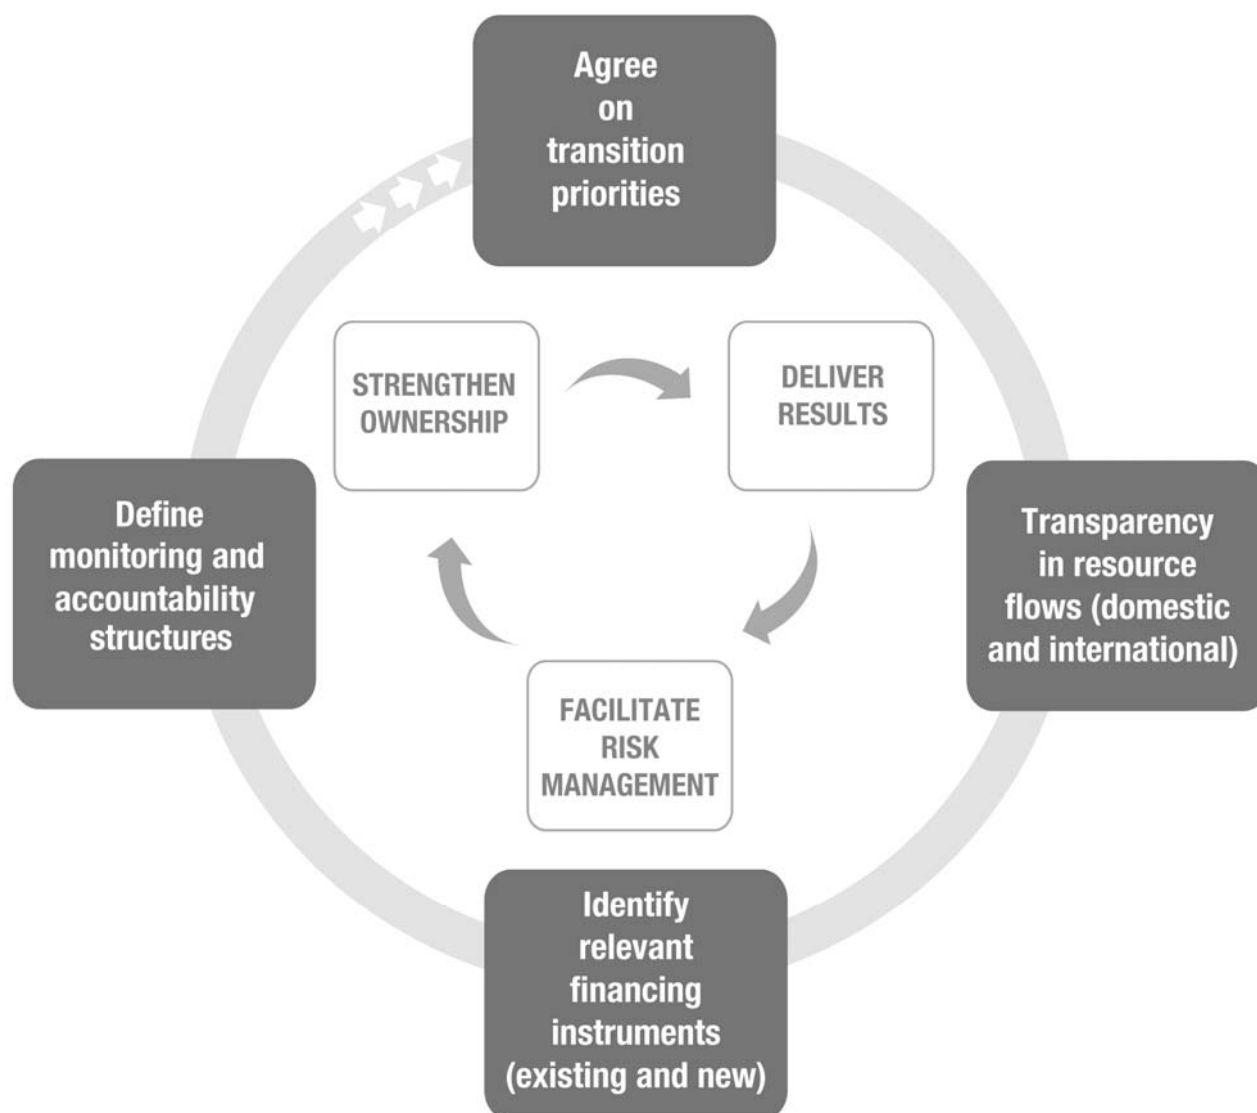 Agree
on
transition
priorities
STRENGTHEN
OWNERSHIP
DELIVER
RESULTS
Define
monitoring and
accountability
structures
Transparency
in resource
flows (domestic
and international)
FACILITATE
RISK
MANAGEMENT
Identify
relevant
financing
instruments
(existing and new)